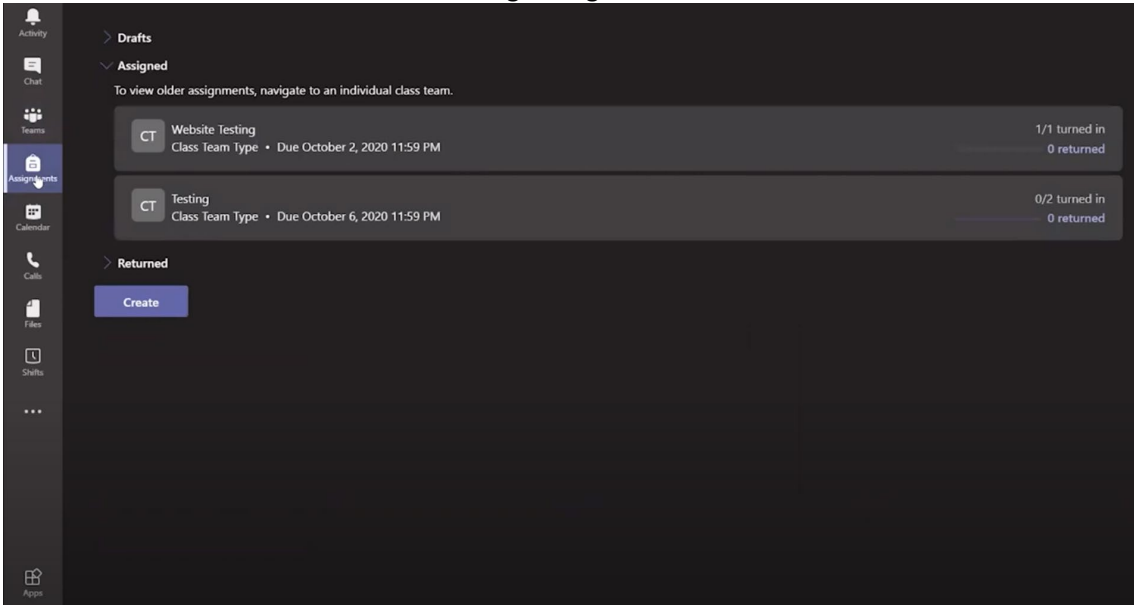 Activity
Chat
Teams
Assignments
Calendar
Calls
Files
Shifts
Apps
Drafts
Assigned
To view older assignments, navigate to an individual class team.
CT
Website Testing
Class Team Type • Due October 2, 2020 11:59 PM
1/1 turned in
0 returned
CT
Testing
Class Team Type • Due October 6, 2020 11:59 PM
0/2 turned in
0 returned
Returned
Create